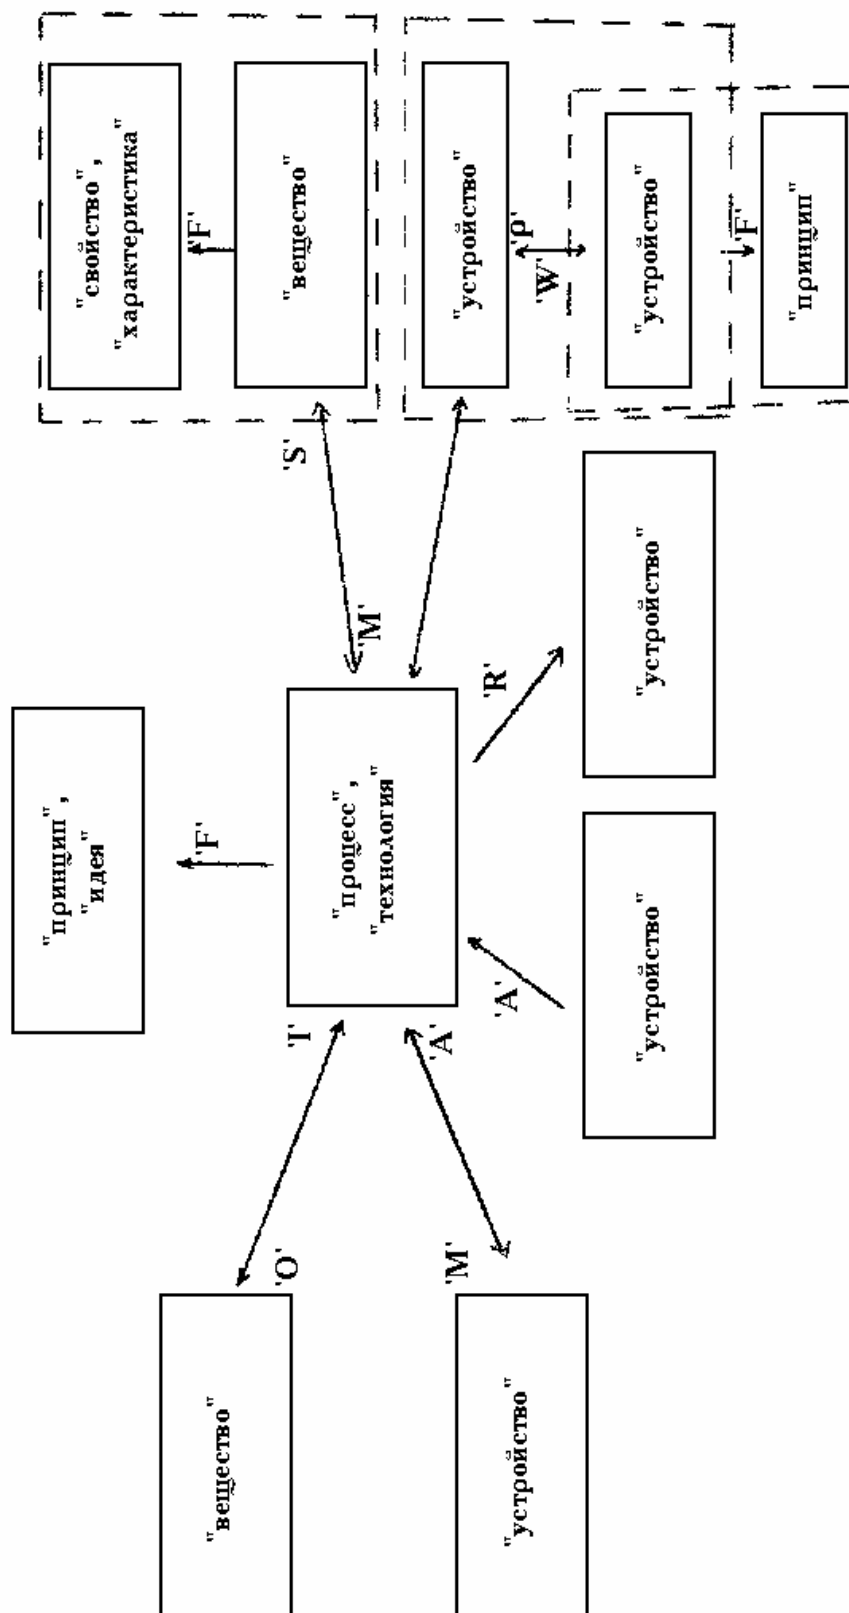 "принцип",
"идея"
"свойство",
"характеристика"
'F'
'F'
"вещество"
'O'
'T'
"процесс",
"технология"
'M'
'S'
"вещество"
"устройство"
'M'
'A'
"устройство"
'W'
'P'
"устройство"
'F'
"принцип"
'A'
'R'
"устройство"
"устройство"